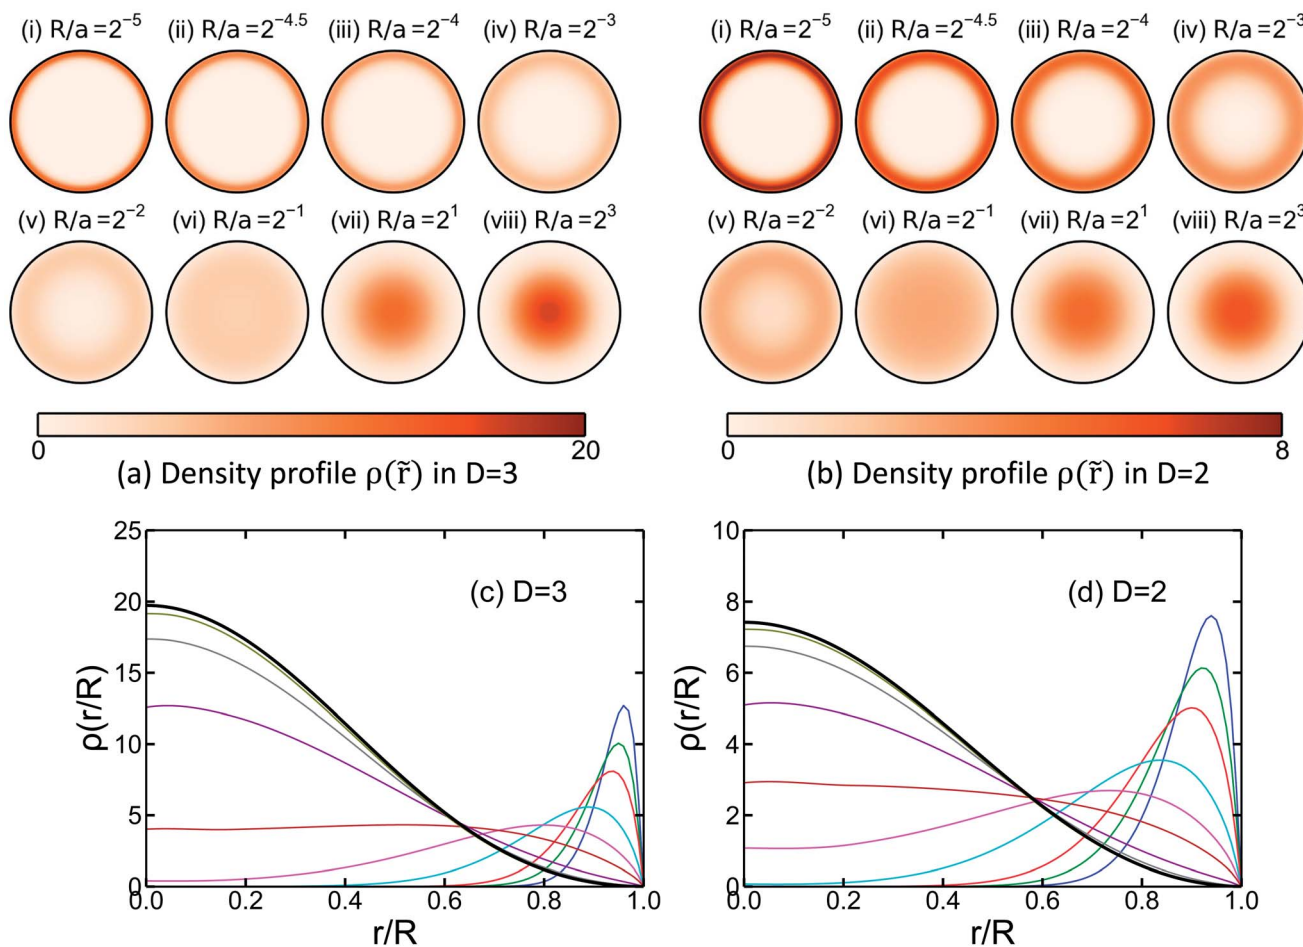 (i) R/a=2⁻⁵ (ii) R/a=2⁻⁴·⁵ (iii) R/a=2⁻⁴ (iv) R/a=2⁻³
(v) R/a=2⁻² (vi) R/a=2⁻¹ (vii) R/a=2¹ (viii) R/a=2³
0 20
(a) Density profile ρ(r̃) in D=3
(i) R/a=2⁻⁵ (ii) R/a=2⁻⁴·⁵ (iii) R/a=2⁻⁴ (iv) R/a=2⁻³
(v) R/a=2⁻² (vi) R/a=2⁻¹ (vii) R/a=2¹ (viii) R/a=2³
0 8
(b) Density profile ρ(r̃) in D=2
25
20
15
10
5
0
ρ(r/R)
(c) D=3
0.0 0.2 0.4 0.6 0.8 1.0
r/R
10
8
6
4
2
0
ρ(r/R)
(d) D=2
0.0 0.2 0.4 0.6 0.8 1.0
r/R